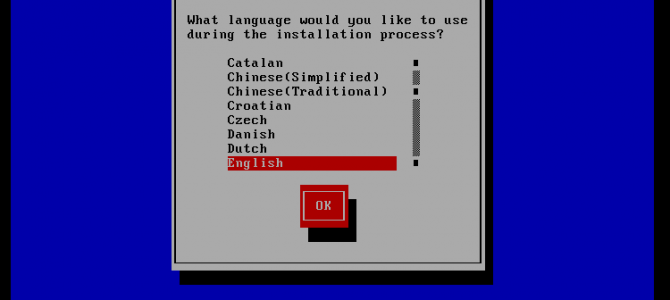 What language would you like to use
during the installation process?
Catalan
Chinese(Simplified)
Chinese(Traditional)
Croatian
Czech
Danish
Dutch
English
OK